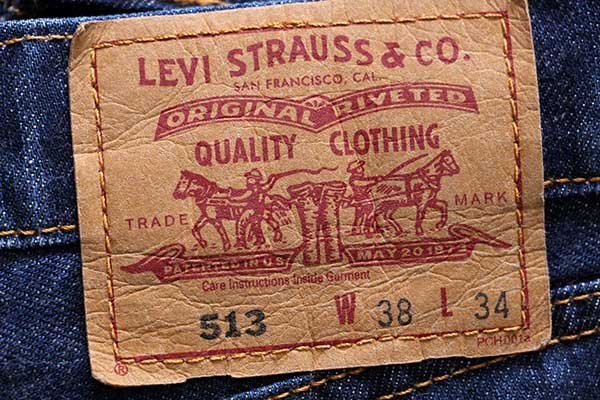 LEVI STRAUSS & CO.
SAN FRANCISCO, CAL.
ORIGINAL RIVETED
QUALITY CLOTHING
TRADE MARK
MAY 20 1873
Care Instructions Inside Garment
513 W 38 L 34
PCH001a
®